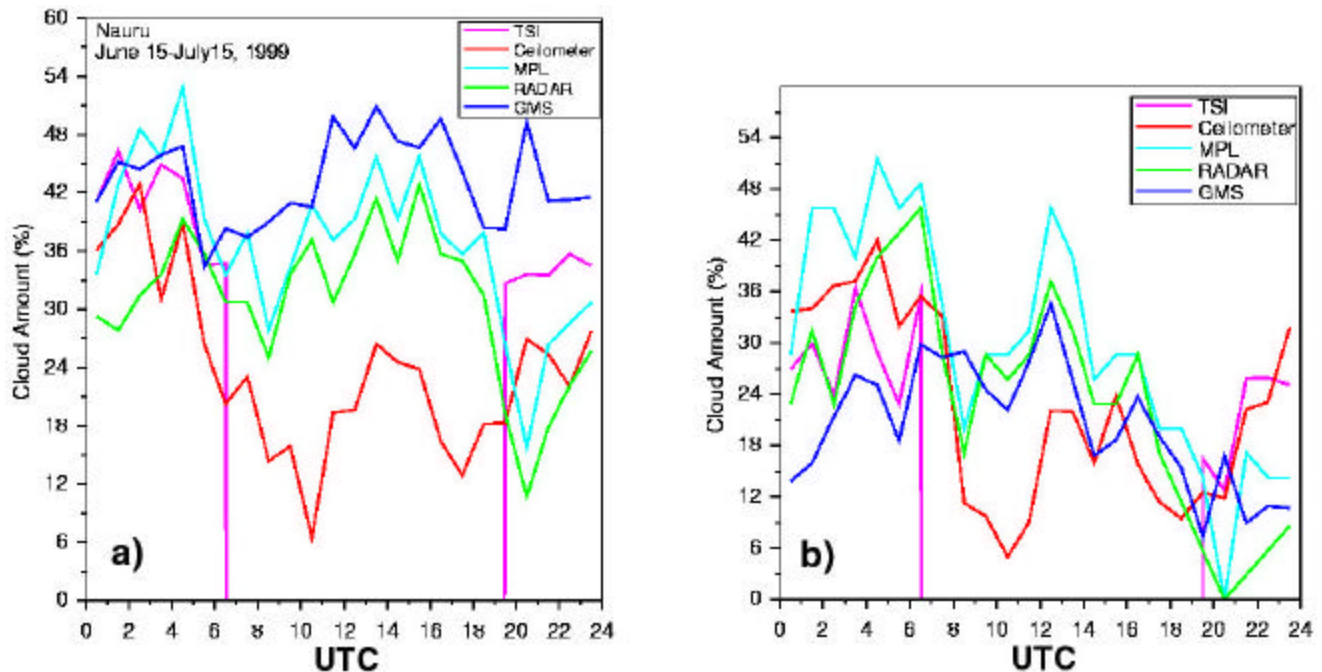 Nauru
June 15-July15, 1999
TSI
Ceilometer
MPL
RADAR
GMS
60
54
48
42
36
30
24
18
12
6
0
Cloud Amount (%)
a)
0 2 4 6 8 10 12 14 16 18 20 22 24
UTC
TSI
Ceilometer
MPL
RADAR
GMS
54
48
42
36
30
24
18
12
6
0
Cloud Amount (%)
b)
0 2 4 6 8 10 12 14 16 18 20 22 24
UTC